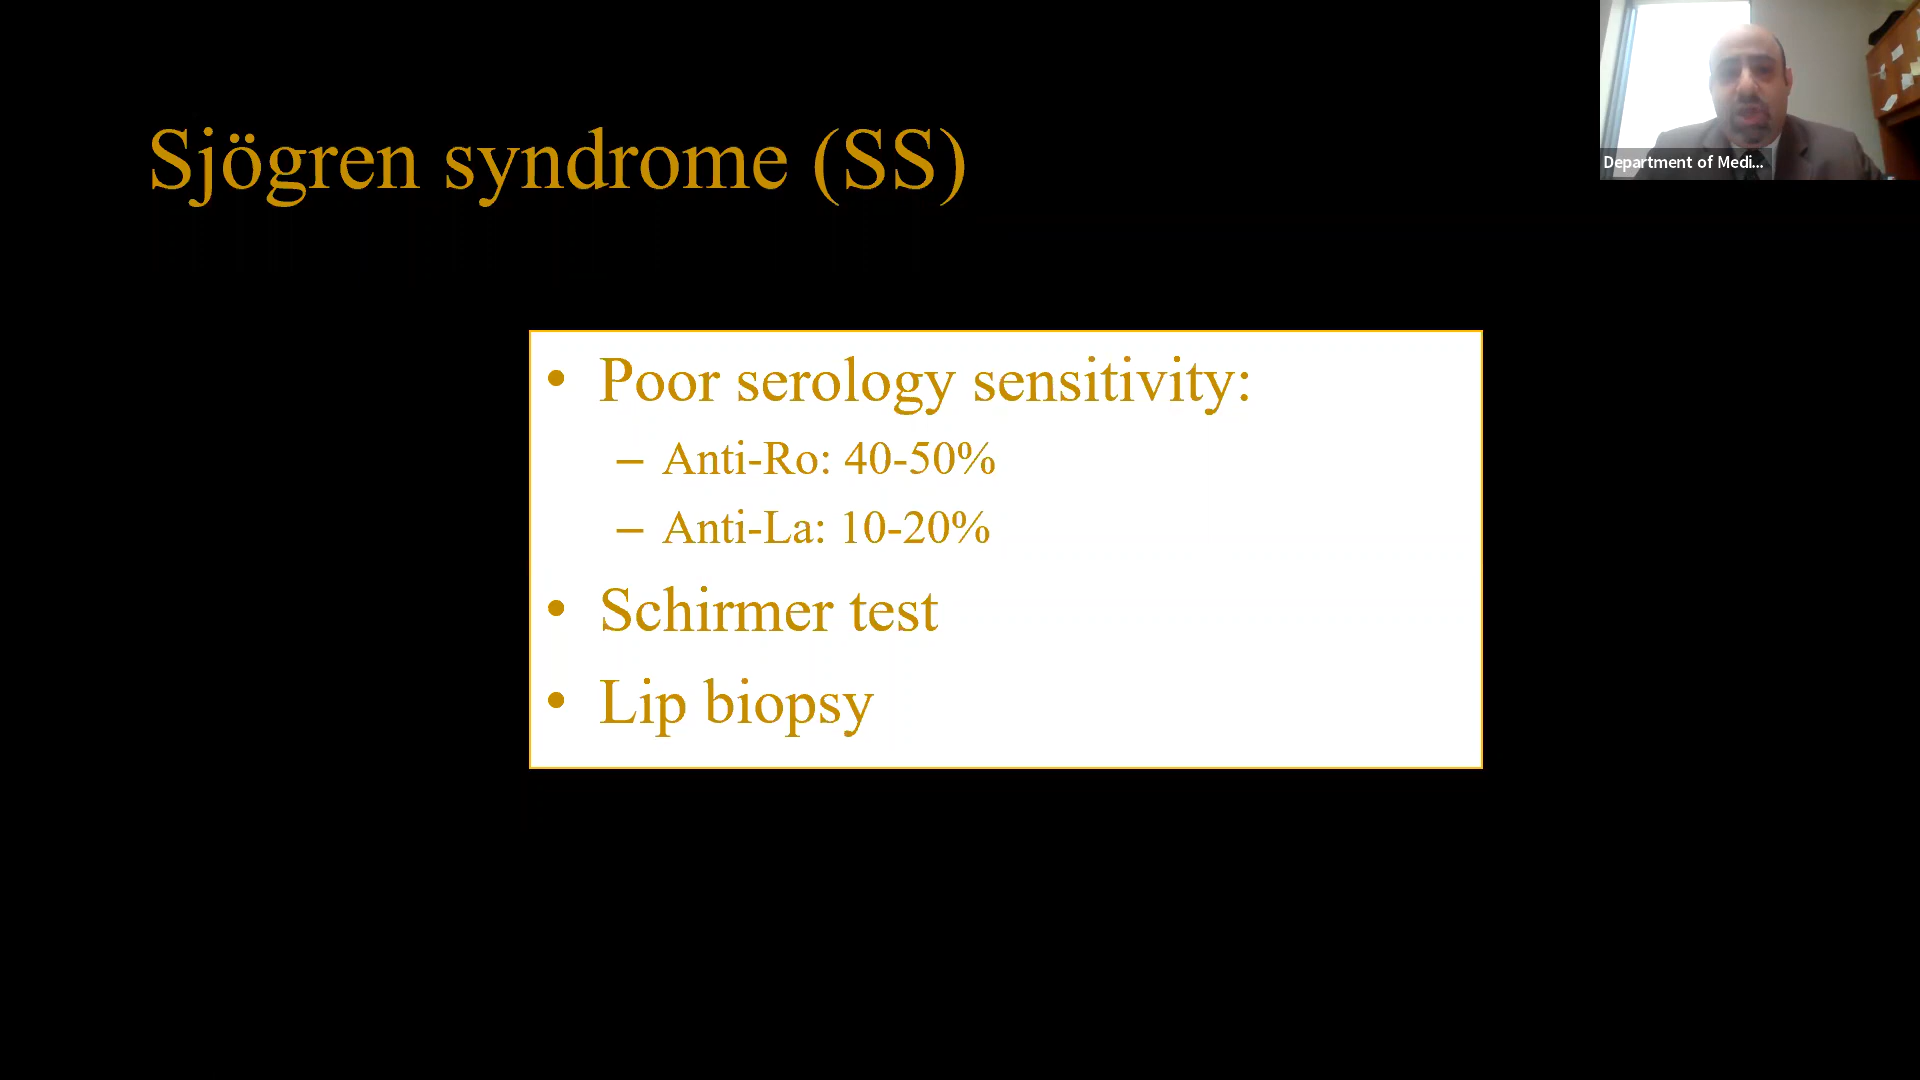 Sjögren syndrome (SS)
• Poor serology sensitivity:
– Anti-Ro: 40-50%
– Anti-La: 10-20%
• Schirmer test
• Lip biopsy
Department of Medi...